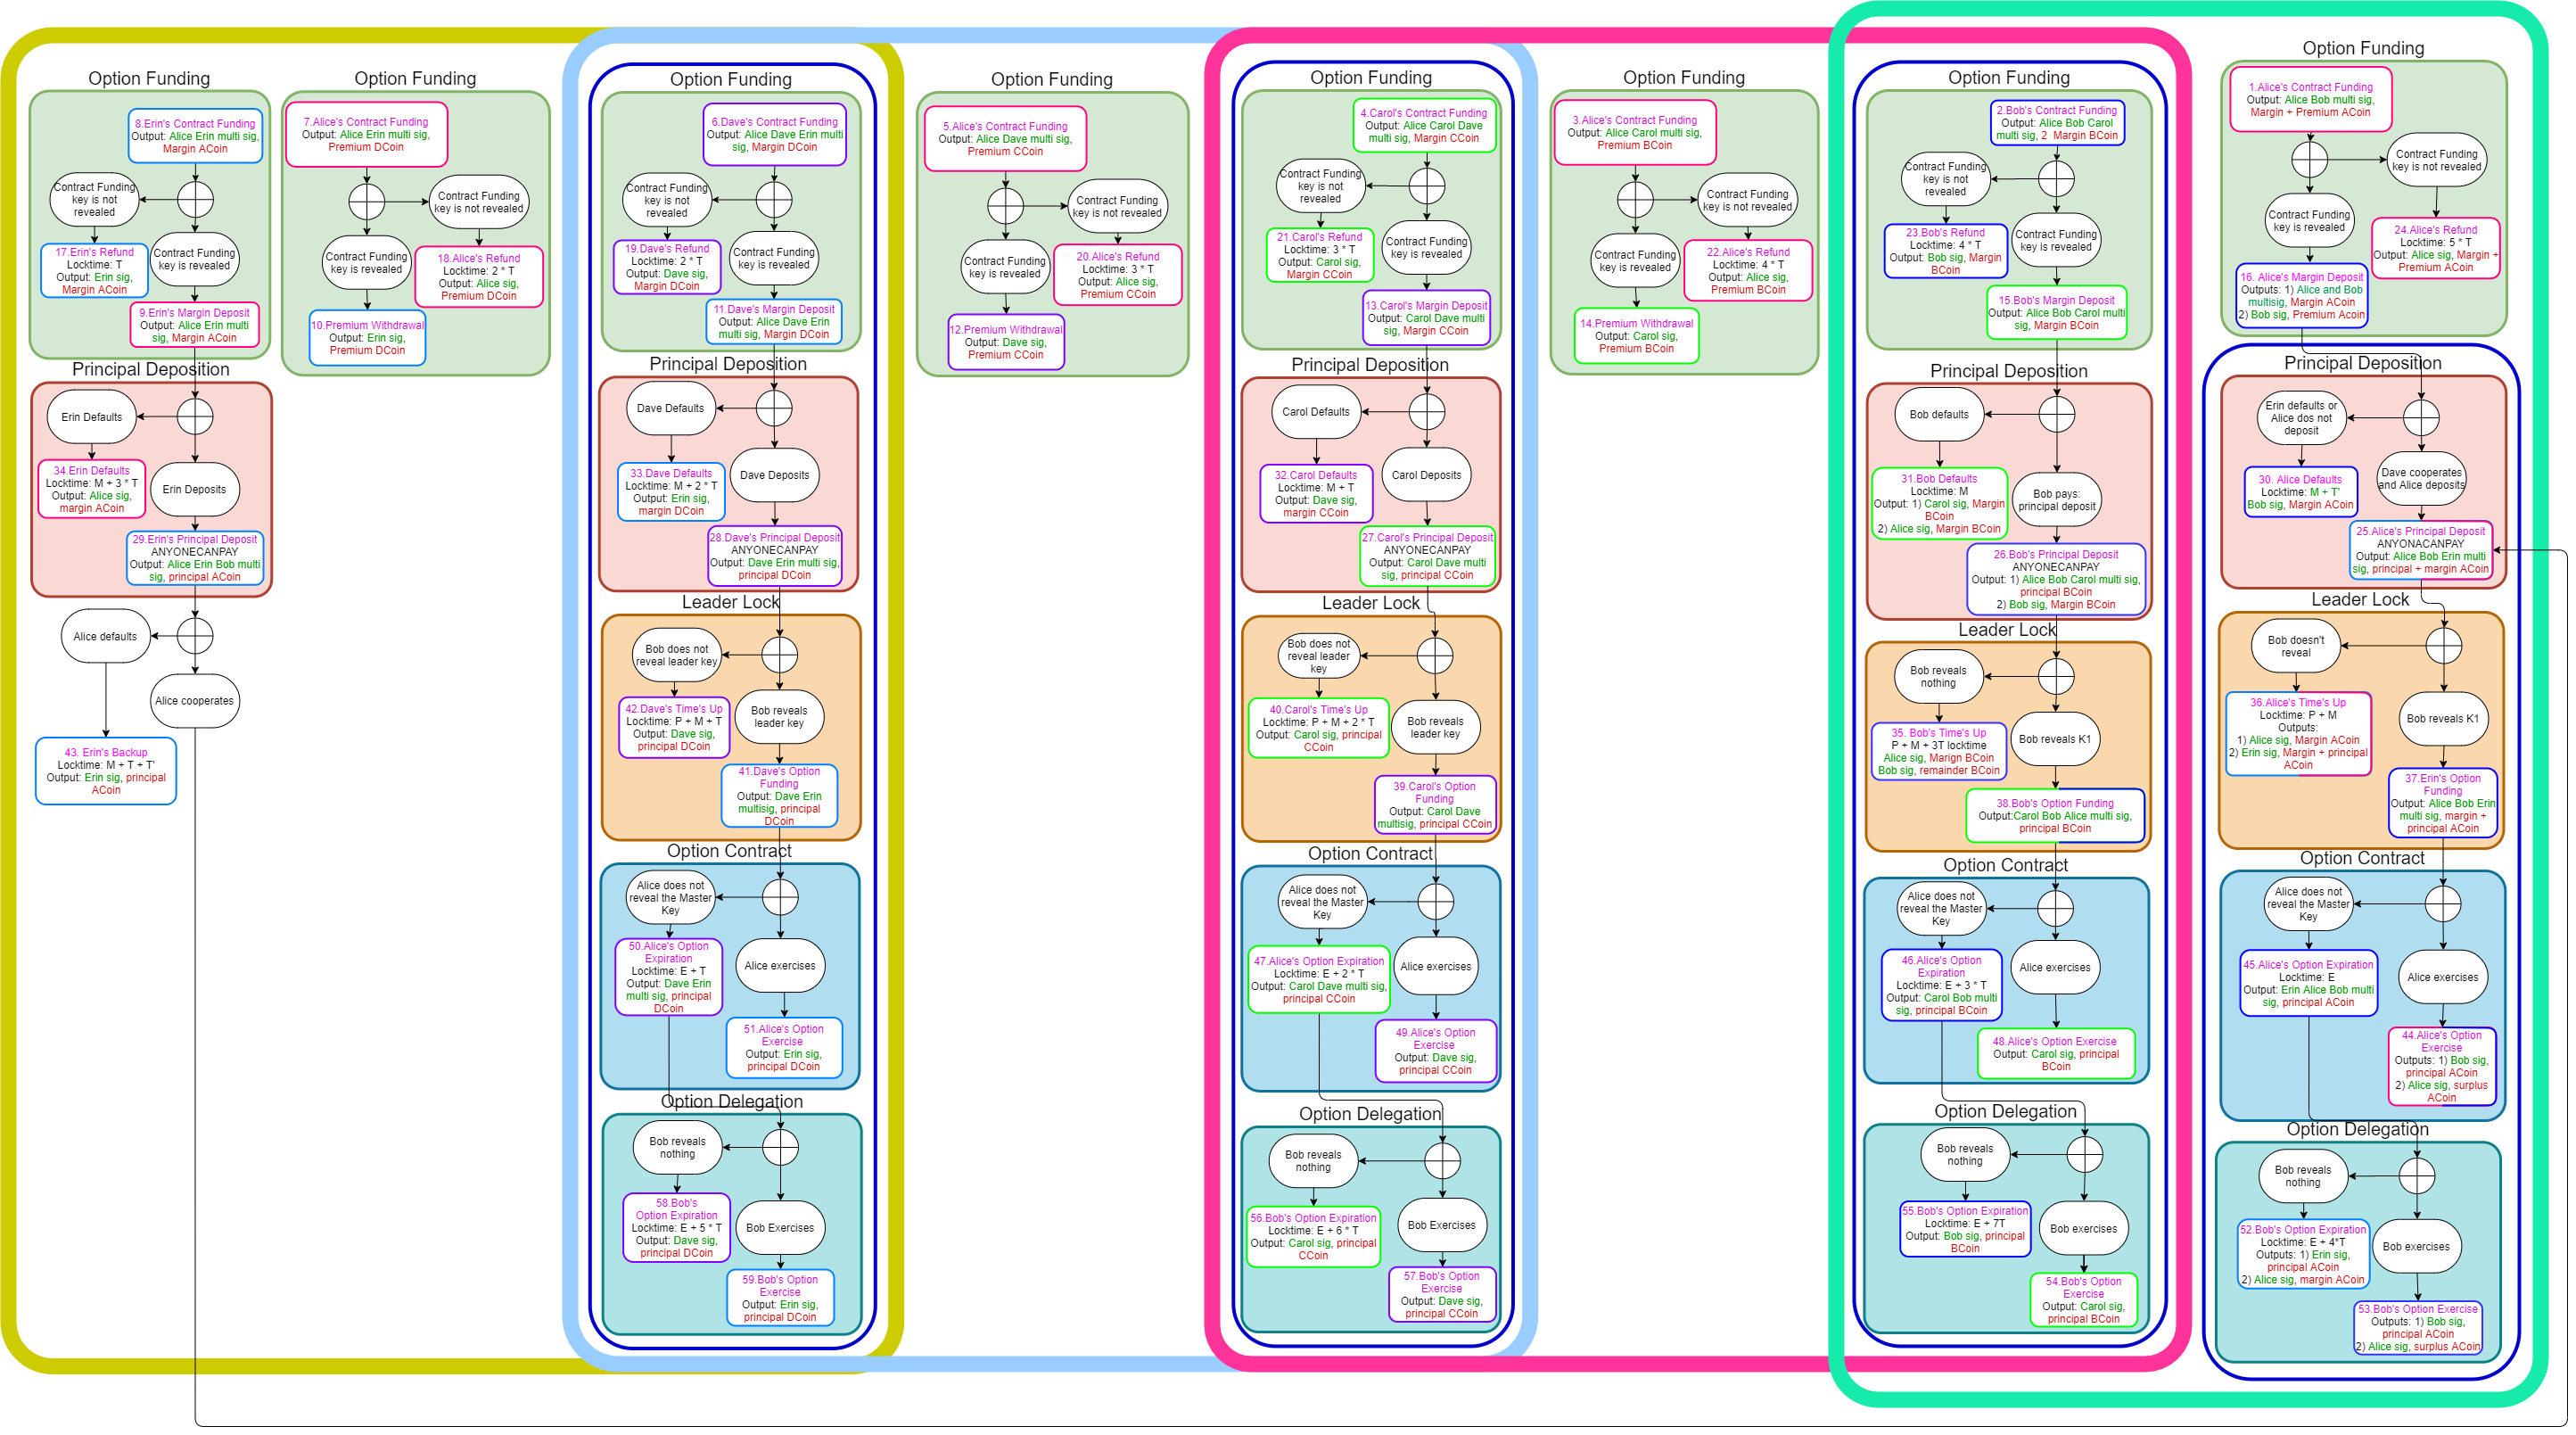 Option Funding
8.Erin's Contract Funding
Output: Alice Erin multi sig,
Margin ACoin
Contract Funding
key is not
revealed
17.Erin's Refund
Locktime: T
Output: Erin sig,
Margin ACoin
Contract Funding
key is revealed
9.Erin's Margin Deposit
Output: Alice Erin multi
sig, Margin ACoin
Principal Deposition
Erin Defaults
34.Erin Defaults
Locktime: M + 3 * T
Output: Alice sig,
margin ACoin
Erin Deposits
29.Erin's Principal Deposit
ANYONECANPAY
Output: Alice Erin Bob multi
sig, principal ACoin
Alice defaults
Alice cooperates
43. Erin's Backup
Locktime: M + T + T'
Output: Erin sig, principal
ACoin
Option Funding
7.Alice's Contract Funding
Output: Alice Erin multi sig,
Premium DCoin
Contract Funding
key is not revealed
Contract Funding
key is revealed
18.Alice's Refund
Locktime: 2 * T
Output: Alice sig,
Premium DCoin
10.Premium Withdrawal
Output: Erin sig,
Premium DCoin
Option Funding
6.Dave's Contract Funding
Output: Alice Dave Erin multi
sig, Margin DCoin
Contract Funding
key is not
revealed
19.Dave's Refund
Locktime: 2 * T
Output: Dave sig,
Margin DCoin
Contract Funding
key is revealed
11.Dave's Margin Deposit
Output: Alice Dave Erin
multi sig, Margin DCoin
Principal Deposition
Dave Defaults
33.Dave Defaults
Locktime: M + 2 * T
Output: Erin sig,
margin DCoin
Dave Deposits
28.Dave's Principal Deposit
ANYONECANPAY
Output: Dave Erin multi sig,
principal DCoin
Leader Lock
Bob does not
reveal leader key
42.Dave's Time's Up
Locktime: P + M + T
Output: Dave sig,
principal DCoin
Bob reveals
leader key
41.Dave's Option
Funding
Output: Dave Erin
multisig, principal
DCoin
Option Contract
Alice does not
reveal the Master
Key
50.Alice's Option
Expiration
Locktime: E + T
Output: Dave Erin
multi sig, principal
DCoin
Alice exercises
51.Alice's Option
Exercise
Output: Erin sig,
principal DCoin
Option Delegation
Bob reveals
nothing
58.Bob's
Option Expiration
Locktime: E + 5 * T
Output: Dave sig,
principal DCoin
Bob Exercises
59.Bob's Option
Exercise
Output: Erin sig,
principal DCoin
Option Funding
5.Alice's Contract Funding
Output: Alice Dave multi sig,
Premium CCoin
Contract Funding
key is not revealed
Contract Funding
key is revealed
20.Alice's Refund
Locktime: 3 * T
Output: Alice sig,
Premium CCoin
12.Premium Withdrawal
Output: Dave sig,
Premium CCoin
Option Funding
4.Carol's Contract Funding
Output: Alice Carol Dave
multi sig, Margin CCoin
Contract Funding
key is not
revealed
21.Carol's Refund
Locktime: 3 * T
Output: Carol sig,
Margin CCoin
Contract Funding
key is revealed
13.Carol's Margin Deposit
Output: Carol Dave multi
sig, Margin CCoin
Principal Deposition
Carol Defaults
32.Carol Defaults
Locktime: M + T
Output: Dave sig,
margin CCoin
Carol Deposits
27.Carol's Principal Deposit
ANYONECANPAY
Output: Carol Dave multi
sig, principal CCoin
Leader Lock
Bob does not
reveal leader
key
40.Carol's Time's Up
Locktime: P + M + 2 * T
Output: Carol sig, principal
CCoin
Bob reveals
leader key
39.Carol's Option
Funding
Output: Carol Dave
multisig, principal CCoin
Option Contract
Alice does not
reveal the Master
Key
47.Alice's Option Expiration
Locktime: E + 2 * T
Output: Carol Dave multi sig,
principal CCoin
Alice exercises
49.Alice's Option
Exercise
Output: Dave sig,
principal CCoin
Option Delegation
Bob reveals
nothing
56.Bob's Option Expiration
Locktime: E + 6 * T
Output: Carol sig, principal
CCoin
Bob Exercises
57.Bob's Option
Exercise
Output: Dave sig,
principal CCoin
Option Funding
3.Alice's Contract Funding
Output: Alice Carol multi sig,
Premium BCoin
Contract Funding
key is not revealed
Contract Funding
key is revealed
22.Alice's Refund
Locktime: 4 * T
Output: Alice sig,
Premium BCoin
14.Premium Withdrawal
Output: Carol sig,
Premium BCoin
Option Funding
2.Bob's Contract Funding
Output: Alice Bob Carol
multi sig, 2 Margin BCoin
Contract Funding
key is not
revealed
23.Bob's Refund
Locktime: 4 * T
Output: Bob sig, Margin
BCoin
Contract Funding
key is revealed
15.Bob's Margin Deposit
Output: Alice Bob Carol multi
sig, Margin BCoin
Principal Deposition
Bob defaults
31.Bob Defaults
Locktime: M
Output: 1) Carol sig, Margin
BCoin
2) Alice sig, Margin BCoin
Bob pays:
principal deposit
26.Bob's Principal Deposit
ANYONECANPAY
Output: 1) Alice Bob Carol multi sig,
principal BCoin
2) Bob sig, Margin BCoin
Leader Lock
Bob reveals
nothing
35. Bob's Time's Up
P + M + 3T locktime
Alice sig, Marign BCoin
Bob sig, remainder BCoin
Bob reveals K1
38.Bob's Option Funding
Output:Carol Bob Alice multi sig,
principal BCoin
Option Contract
Alice does not
reveal the Master
Key
46.Alice's Option
Expiration
Locktime: E + 3 * T
Output: Carol Bob multi
sig, principal BCoin
Alice exercises
48.Alice's Option Exercise
Output: Carol sig, principal
BCoin
Option Delegation
Bob reveals
nothing
55.Bob's Option Expiration
Locktime: E + 7T
Output: Bob sig, principal
BCoin
Bob exercises
54.Bob's Option
Exercise
Output: Carol sig,
principal BCoin
Option Funding
1.Alice's Contract Funding
Output: Alice Bob multi sig,
Margin + Premium ACoin
Contract Funding
key is not revealed
Contract Funding
key is revealed
24.Alice's Refund
Locktime: 5 * T
Output: Alice sig, Margin +
Premium ACoin
16. Alice's Margin Deposit
Outputs: 1) Alice and Bob
multisig, Margin ACoin
2) Bob sig, Premium Acoin
Principal Deposition
Erin defaults or
Alice dos not
deposit
30. Alice Defaults
Locktime: M + T'
Bob sig, Margin ACoin
Dave cooperates
and Alice deposits
25.Alice's Principal Deposit
ANYONACANPAY
Output: Alice Bob Erin multi
sig, principal + margin ACoin
Leader Lock
Bob doesn't
reveal
36.Alice's Time's Up
Locktime: P + M
Outputs:
1) Alice sig, Margin ACoin
2) Erin sig, Margin + principal
ACoin
Bob reveals K1
37.Erin's Option
Funding
Output: Alice Bob Erin
multi sig, margin +
principal ACoin
Option Contract
Alice does not
reveal the Master
Key
45.Alice's Option Expiration
Locktime: E
Output: Erin Alice Bob multi
sig, principal ACoin
Alice exercises
44.Alice's Option
Exercise
Outputs: 1) Bob sig,
principal ACoin
2) Alice sig, surplus
ACoin
Option Delegation
Bob reveals
nothing
52.Bob's Option Expiration
Locktime: E + 4*T
Outputs: 1) Erin sig,
principal ACoin
2) Alice sig, margin ACoin
Bob exercises
53.Bob's Option Exercise
Outputs: 1) Bob sig,
principal ACoin
2) Alice sig, surplus ACoin